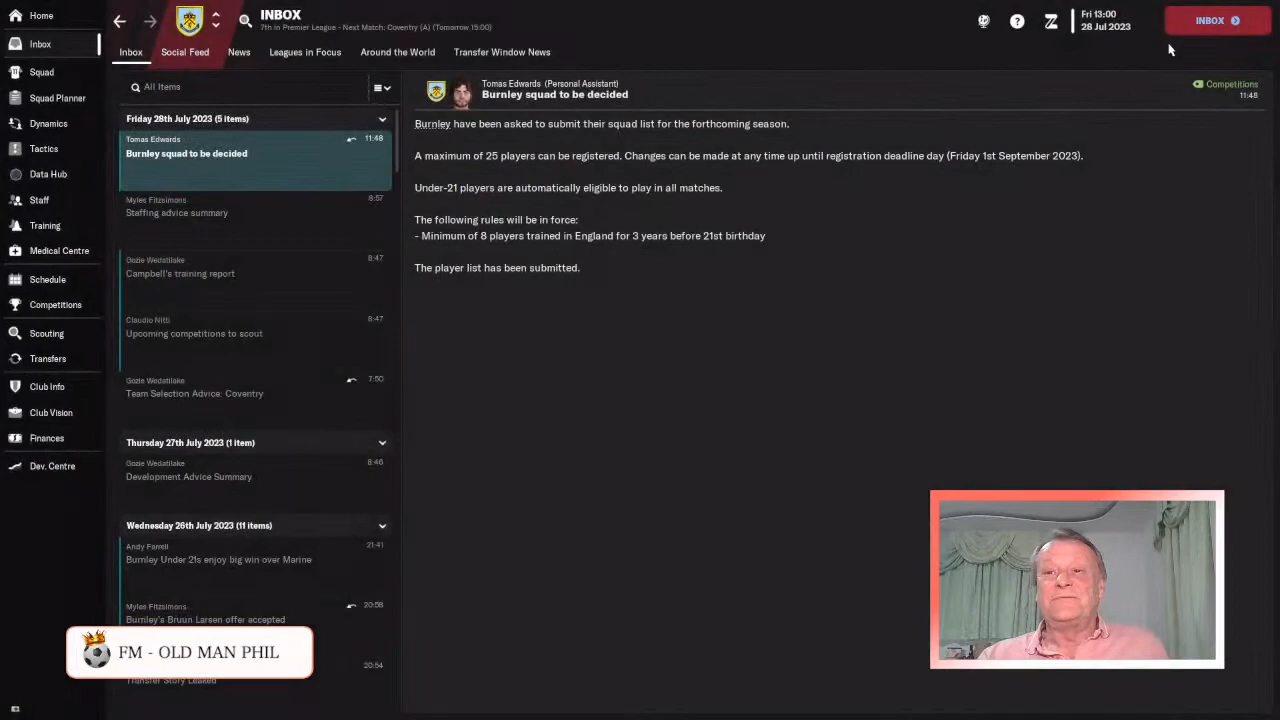 Home
Inbox
Squad
Squad Planner
Dynamics
Tactics
Data Hub
Staff
Training
Medical Centre
Schedule
Competitions
Scouting
Transfers
Club Info
Club Vision
Finances
Dev. Centre
INBOX
7th in Premier League - Next Match: Coventry (A) (Tomorrow 15:00)
Fri 13:00
28 Jul 2023
INBOX
Inbox
Social Feed
News
Leagues in Focus
Around the World
Transfer Window News
All Items
Friday 28th July 2023 (5 items)
Tomas Edwards 11:48
Burnley squad to be decided
Myles Fitzsimons 8:57
Staffing advice summary
Gozie Wedatilake 8:47
Campbell's training report
Claudio Nitti 8:47
Upcoming competitions to scout
Gozie Wedatilake 7:50
Team Selection Advice: Coventry
Thursday 27th July 2023 (1 item)
Gozie Wedatilake 8:46
Development Advice Summary
Wednesday 26th July 2023 (11 items)
Andy Farrell 21:41
Burnley Under 21s enjoy big win over Marine
Myles Fitzsimons 20:58
Burnley's Bruun Larsen offer accepted
20:54
Transfer Story Leaked
Tomas Edwards (Personal Assistant)
Burnley squad to be decided
Competitions
11:48
Burnley have been asked to submit their squad list for the forthcoming season.
A maximum of 25 players can be registered. Changes can be made at any time up until registration deadline day (Friday 1st September 2023).
Under-21 players are automatically eligible to play in all matches.
The following rules will be in force:
- Minimum of 8 players trained in England for 3 years before 21st birthday
The player list has been submitted.
FM - OLD MAN PHIL